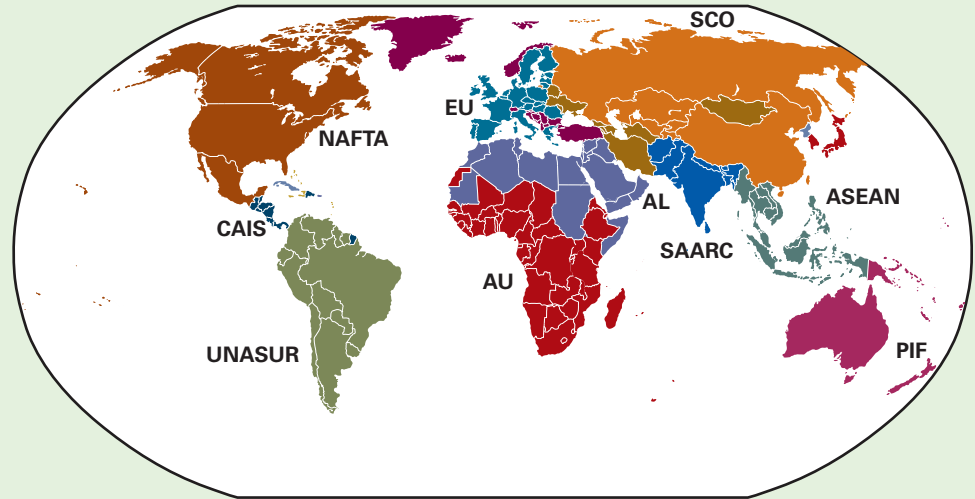 SCO
EU
NAFTA
ASEAN
AL
CAIS
SAARC
AU
UNASUR
PIF